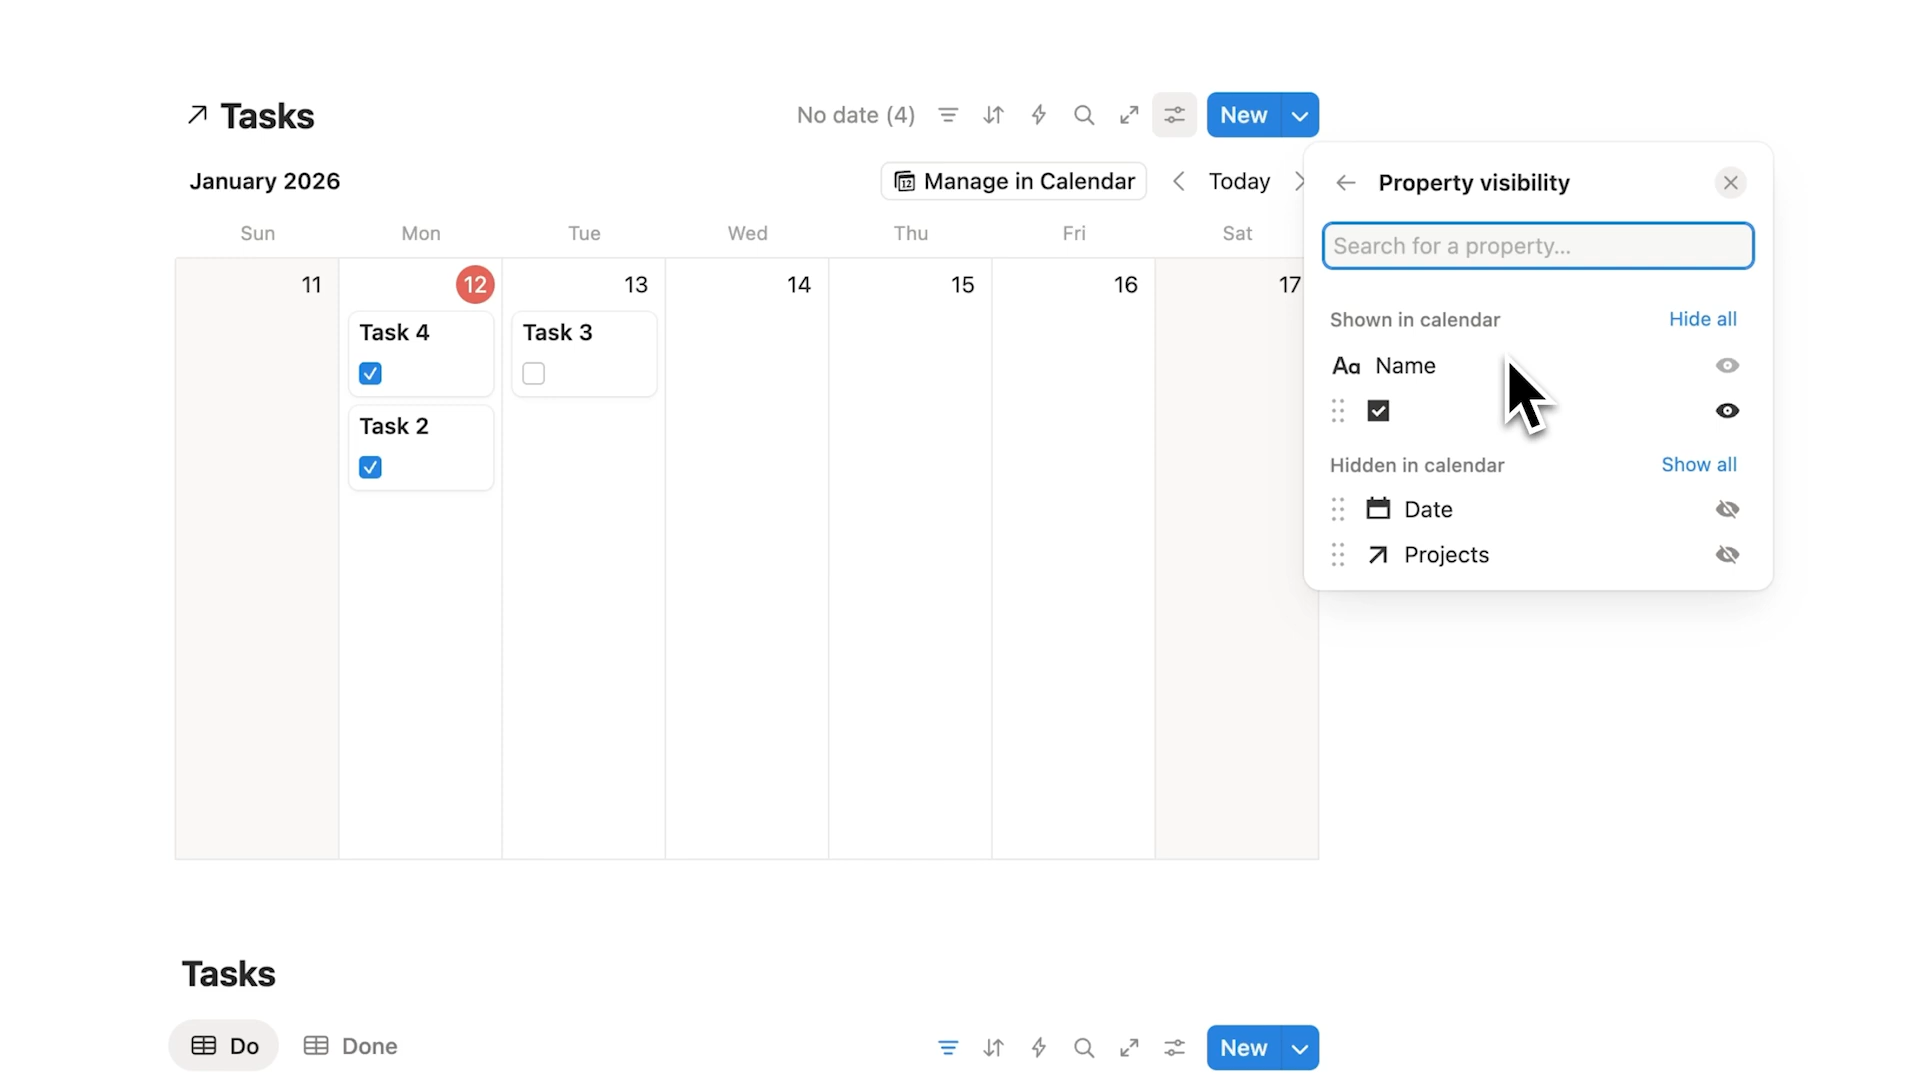 Tasks
No date (4)
New
January 2026
12
Manage in Calendar
Today
Sun Mon Tue Wed Thu Fri Sat
11 12 13 14 15 16 17
Task 4
Task 3
Task 2
Property visibility
Search for a property...
Shown in calendar
Hide all
Aa Name
Hidden in calendar
Show all
Date
Projects
Tasks
Do
Done
New